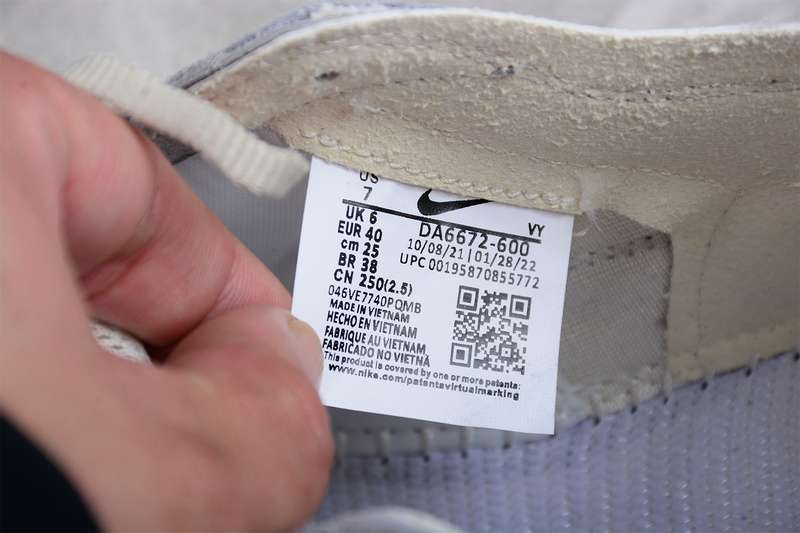 US
7
UK 6
EUR 40
cm 25
BR 38
CN 250(2.5)
VY
DA6672-600
10/08/21 | 01/28/22
UPC 00195870855772
046VE7740PQMB
MADE IN VIETNAM
HECHO EN VIETNAM
FABRIQUE AU VIETNAM
FABRICADO NO VIETNÃ
This product is covered by one or more patents:
www.nike.com/patentsvirtualmarking